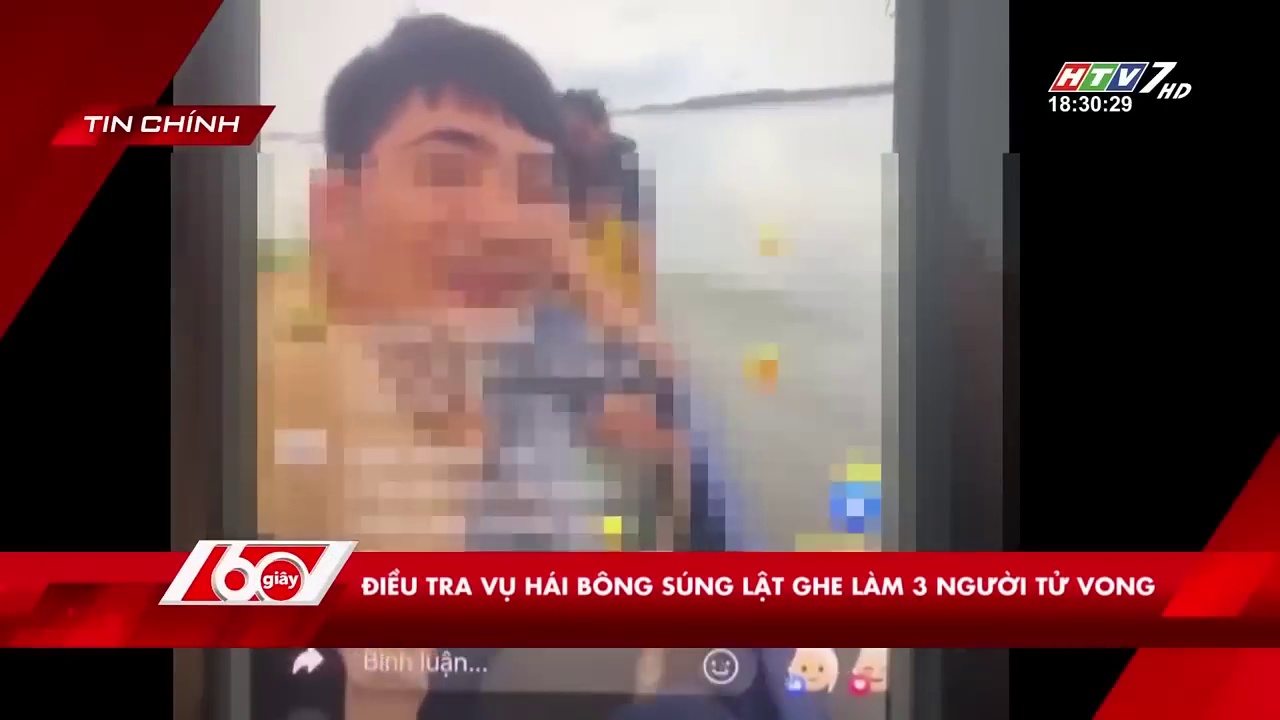 HTV7 HD
18:30:29
TIN CHÍNH
60 giây
ĐIỀU TRA VỤ HÁI BÔNG SÚNG LẬT GHE LÀM 3 NGƯỜI TỬ VONG
Bình luận...